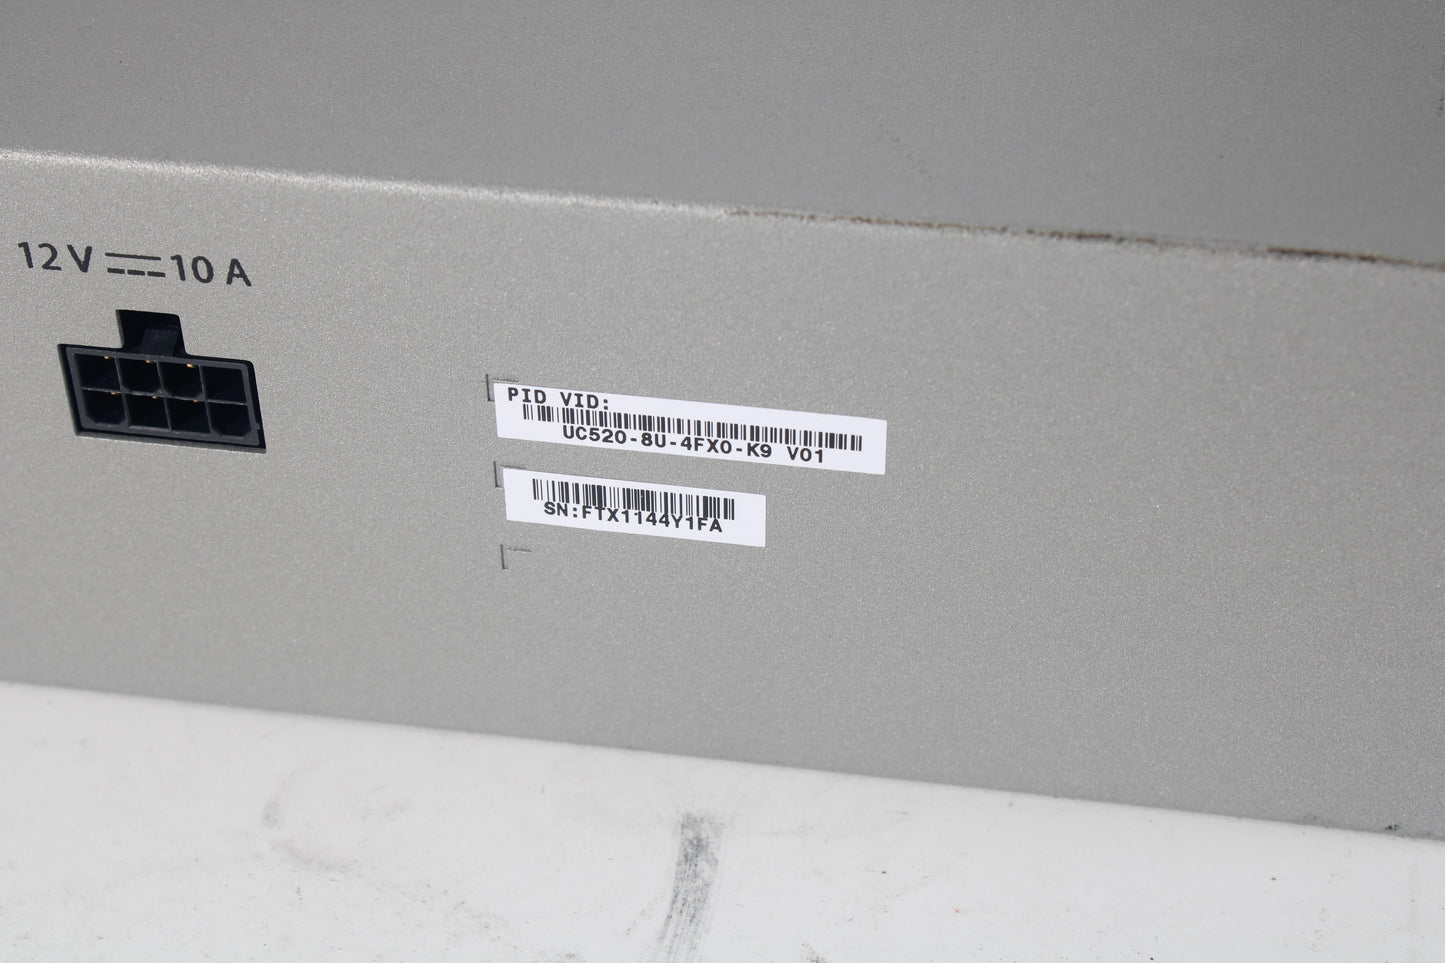 12V ⎓ 10 A
PID VID:
UC520-8U-4FXO-K9 V01
SN:FTX1144Y1FA